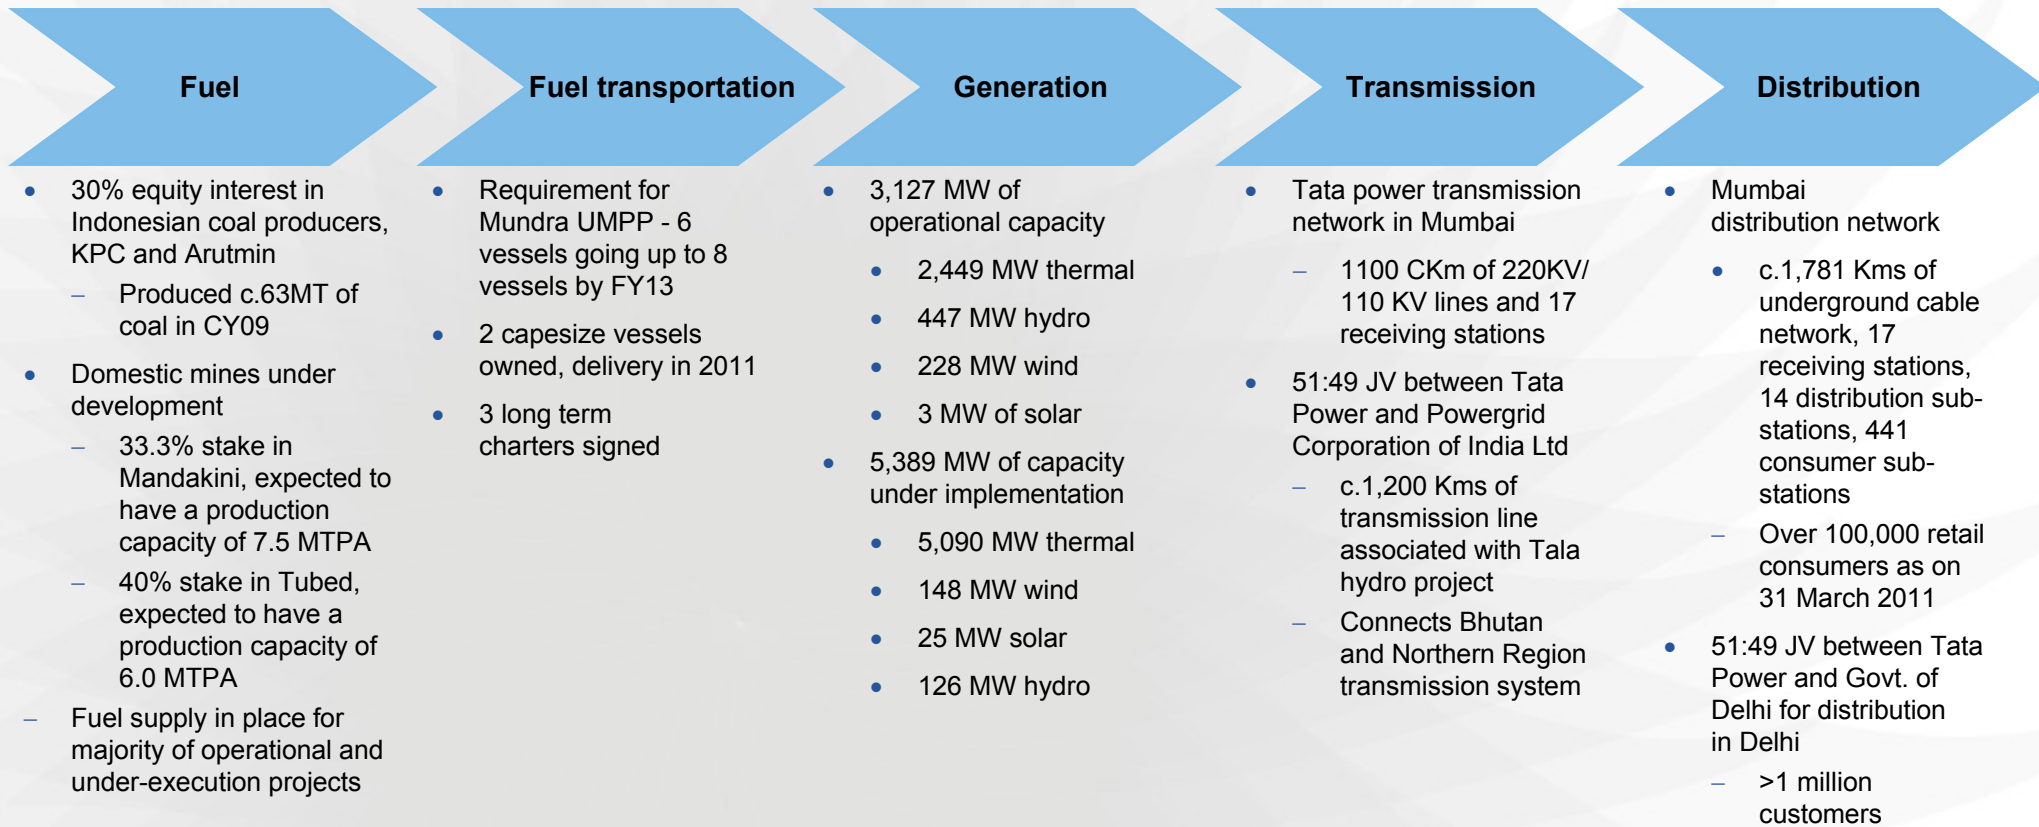 Fuel
30% equity interest in
Indonesian coal producers,
KPC and Arutmin
– Produced c.63MT of
coal in CY09
Domestic mines under
development
– 33.3% stake in
Mandakini, expected to
have a production
capacity of 7.5 MTPA
– 40% stake in Tubed,
expected to have a
production capacity of
6.0 MTPA
– Fuel supply in place for
majority of operational and
under-execution projects
Fuel transportation
• Requirement for
Mundra UMPP - 6
vessels going up to 8
vessels by FY13
• 2 capesize vessels
owned, delivery in 2011
• 3 long term
charters signed
Generation
• 3,127 MW of
operational capacity
• 2,449 MW thermal
• 447 MW hydro
• 228 MW wind
• 3 MW of solar
• 5,389 MW of capacity
under implementation
• 5,090 MW thermal
• 148 MW wind
• 25 MW solar
• 126 MW hydro
Transmission
• Tata power transmission
network in Mumbai
– 1100 CKm of 220KV/
110 KV lines and 17
receiving stations
• 51:49 JV between Tata
Power and Powergrid
Corporation of India Ltd
– c.1,200 Kms of
transmission line
associated with Tala
hydro project
– Connects Bhutan
and Northern Region
transmission system
Distribution
• Mumbai
distribution network
• c.1,781 Kms of
underground cable
network, 17
receiving stations,
14 distribution sub-
stations, 441
consumer sub-
stations
– Over 100,000 retail
consumers as on
31 March 2011
• 51:49 JV between Tata
Power and Govt. of
Delhi for distribution
in Delhi
– >1 million
customers